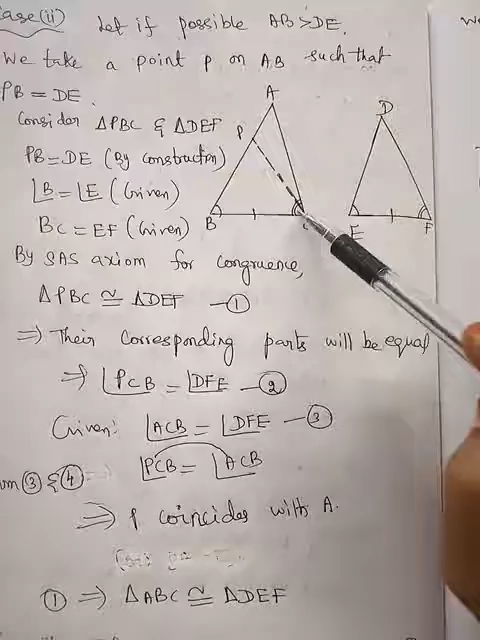 Case (ii) Let if possible AB > DE.
We take a point P on AB such that
PB = DE.
Consider ΔPBC & ΔDEF
PB = DE (By construction)
∠B = ∠E (Given)
BC = EF (Given)
By SAS axiom for congruence,
ΔPBC ≅ ΔDEF —①
⇒ Their corresponding parts will be equal
⇒ ∠PCB = ∠DFE —②
Given: ∠ACB = ∠DFE —③
∠PCB = ∠ACB
③ & ④
⇒ P coincides with A.
① ⇒ ΔABC ≅ ΔDEF
A
P
B
C
D
E
F